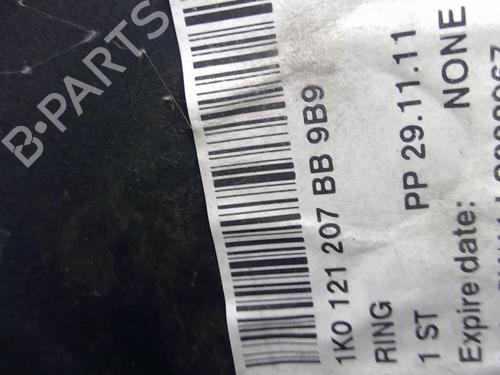 B-PARTS
1K0 121 207 BB 9B9
RING PP 29.11.11
1 ST
Expire date: NONE